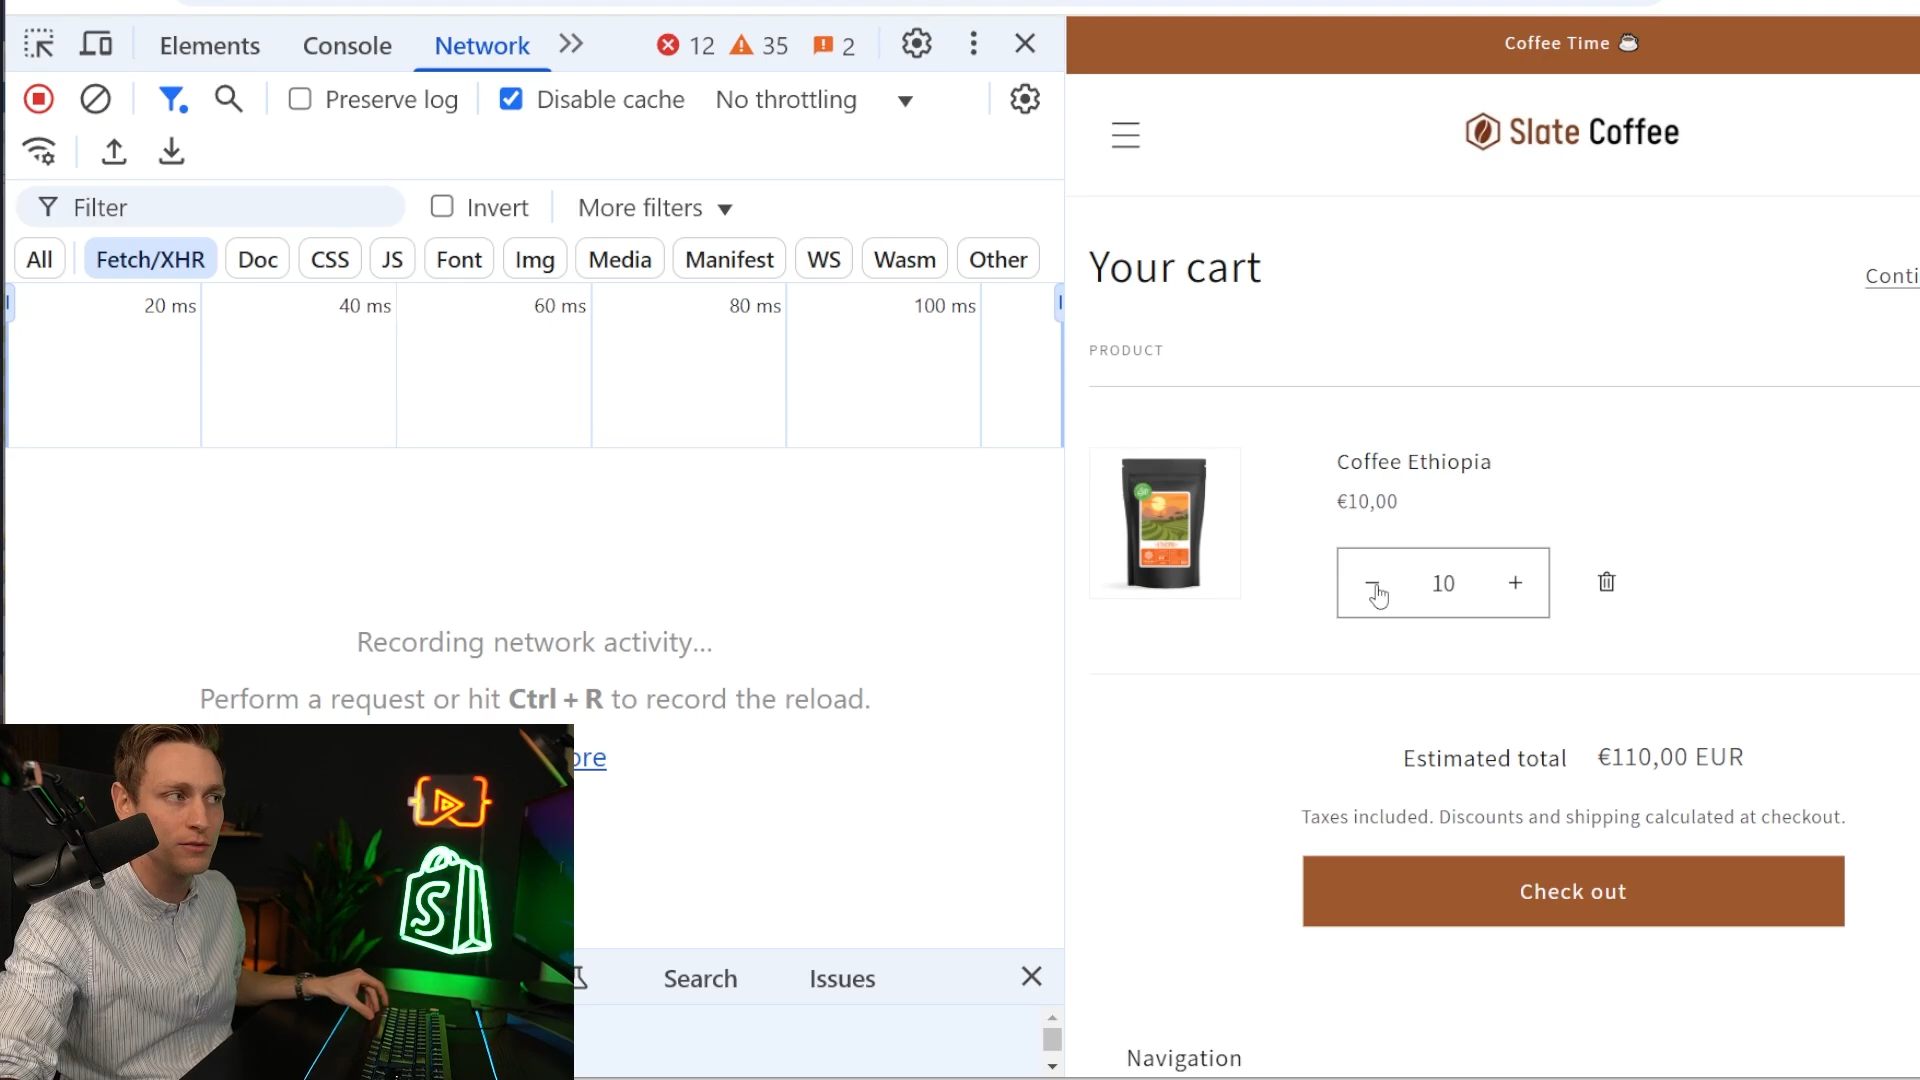 Elements Console Network 12 35 2
Preserve log Disable cache No throttling
Filter Invert More filters
All Fetch/XHR Doc CSS JS Font Img Media Manifest WS Wasm Other
20 ms 40 ms 60 ms 80 ms 100 ms
Recording network activity...
Perform a request or hit Ctrl + R to record the reload.
ore
Search Issues
Coffee Time
Slate Coffee
Your cart
Conti
PRODUCT
Coffee Ethiopia
€10,00
− 10 +
Estimated total €110,00 EUR
Taxes included. Discounts and shipping calculated at checkout.
Check out
Navigation